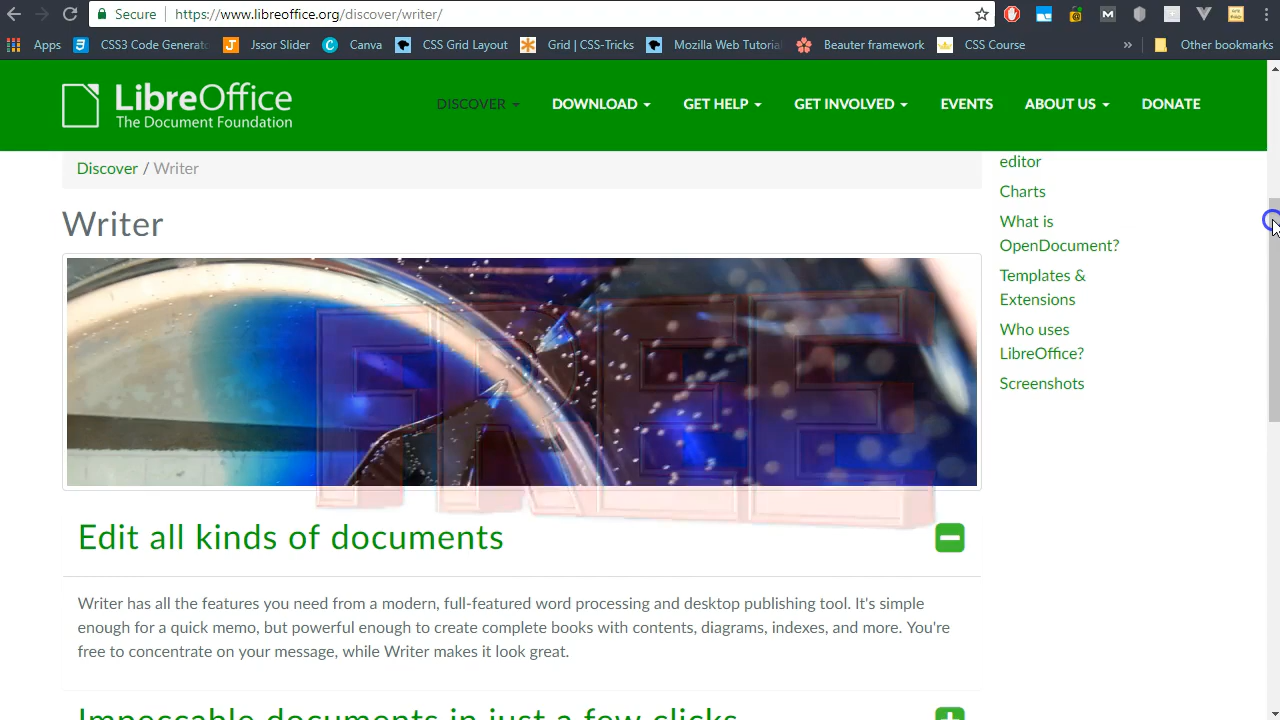 Secure
https://www.libreoffice.org/discover/writer/
Apps
CSS3 Code Generato
Jssor Slider
Canva
CSS Grid Layout
Grid | CSS-Tricks
Mozilla Web Tutoria
Beauter framework
CSS Course
»
Other bookmarks
LibreOffice
The Document Foundation
DISCOVER
DOWNLOAD
GET HELP
GET INVOLVED
EVENTS
ABOUT US
DONATE
Discover / Writer
Writer
FREE
Edit all kinds of documents
Writer has all the features you need from a modern, full-featured word processing and desktop publishing tool. It's simple
enough for a quick memo, but powerful enough to create complete books with contents, diagrams, indexes, and more. You're
free to concentrate on your message, while Writer makes it look great.
Impeccable documents in just a few clicks
editor
Charts
What is
OpenDocument?
Templates &
Extensions
Who uses
LibreOffice?
Screenshots